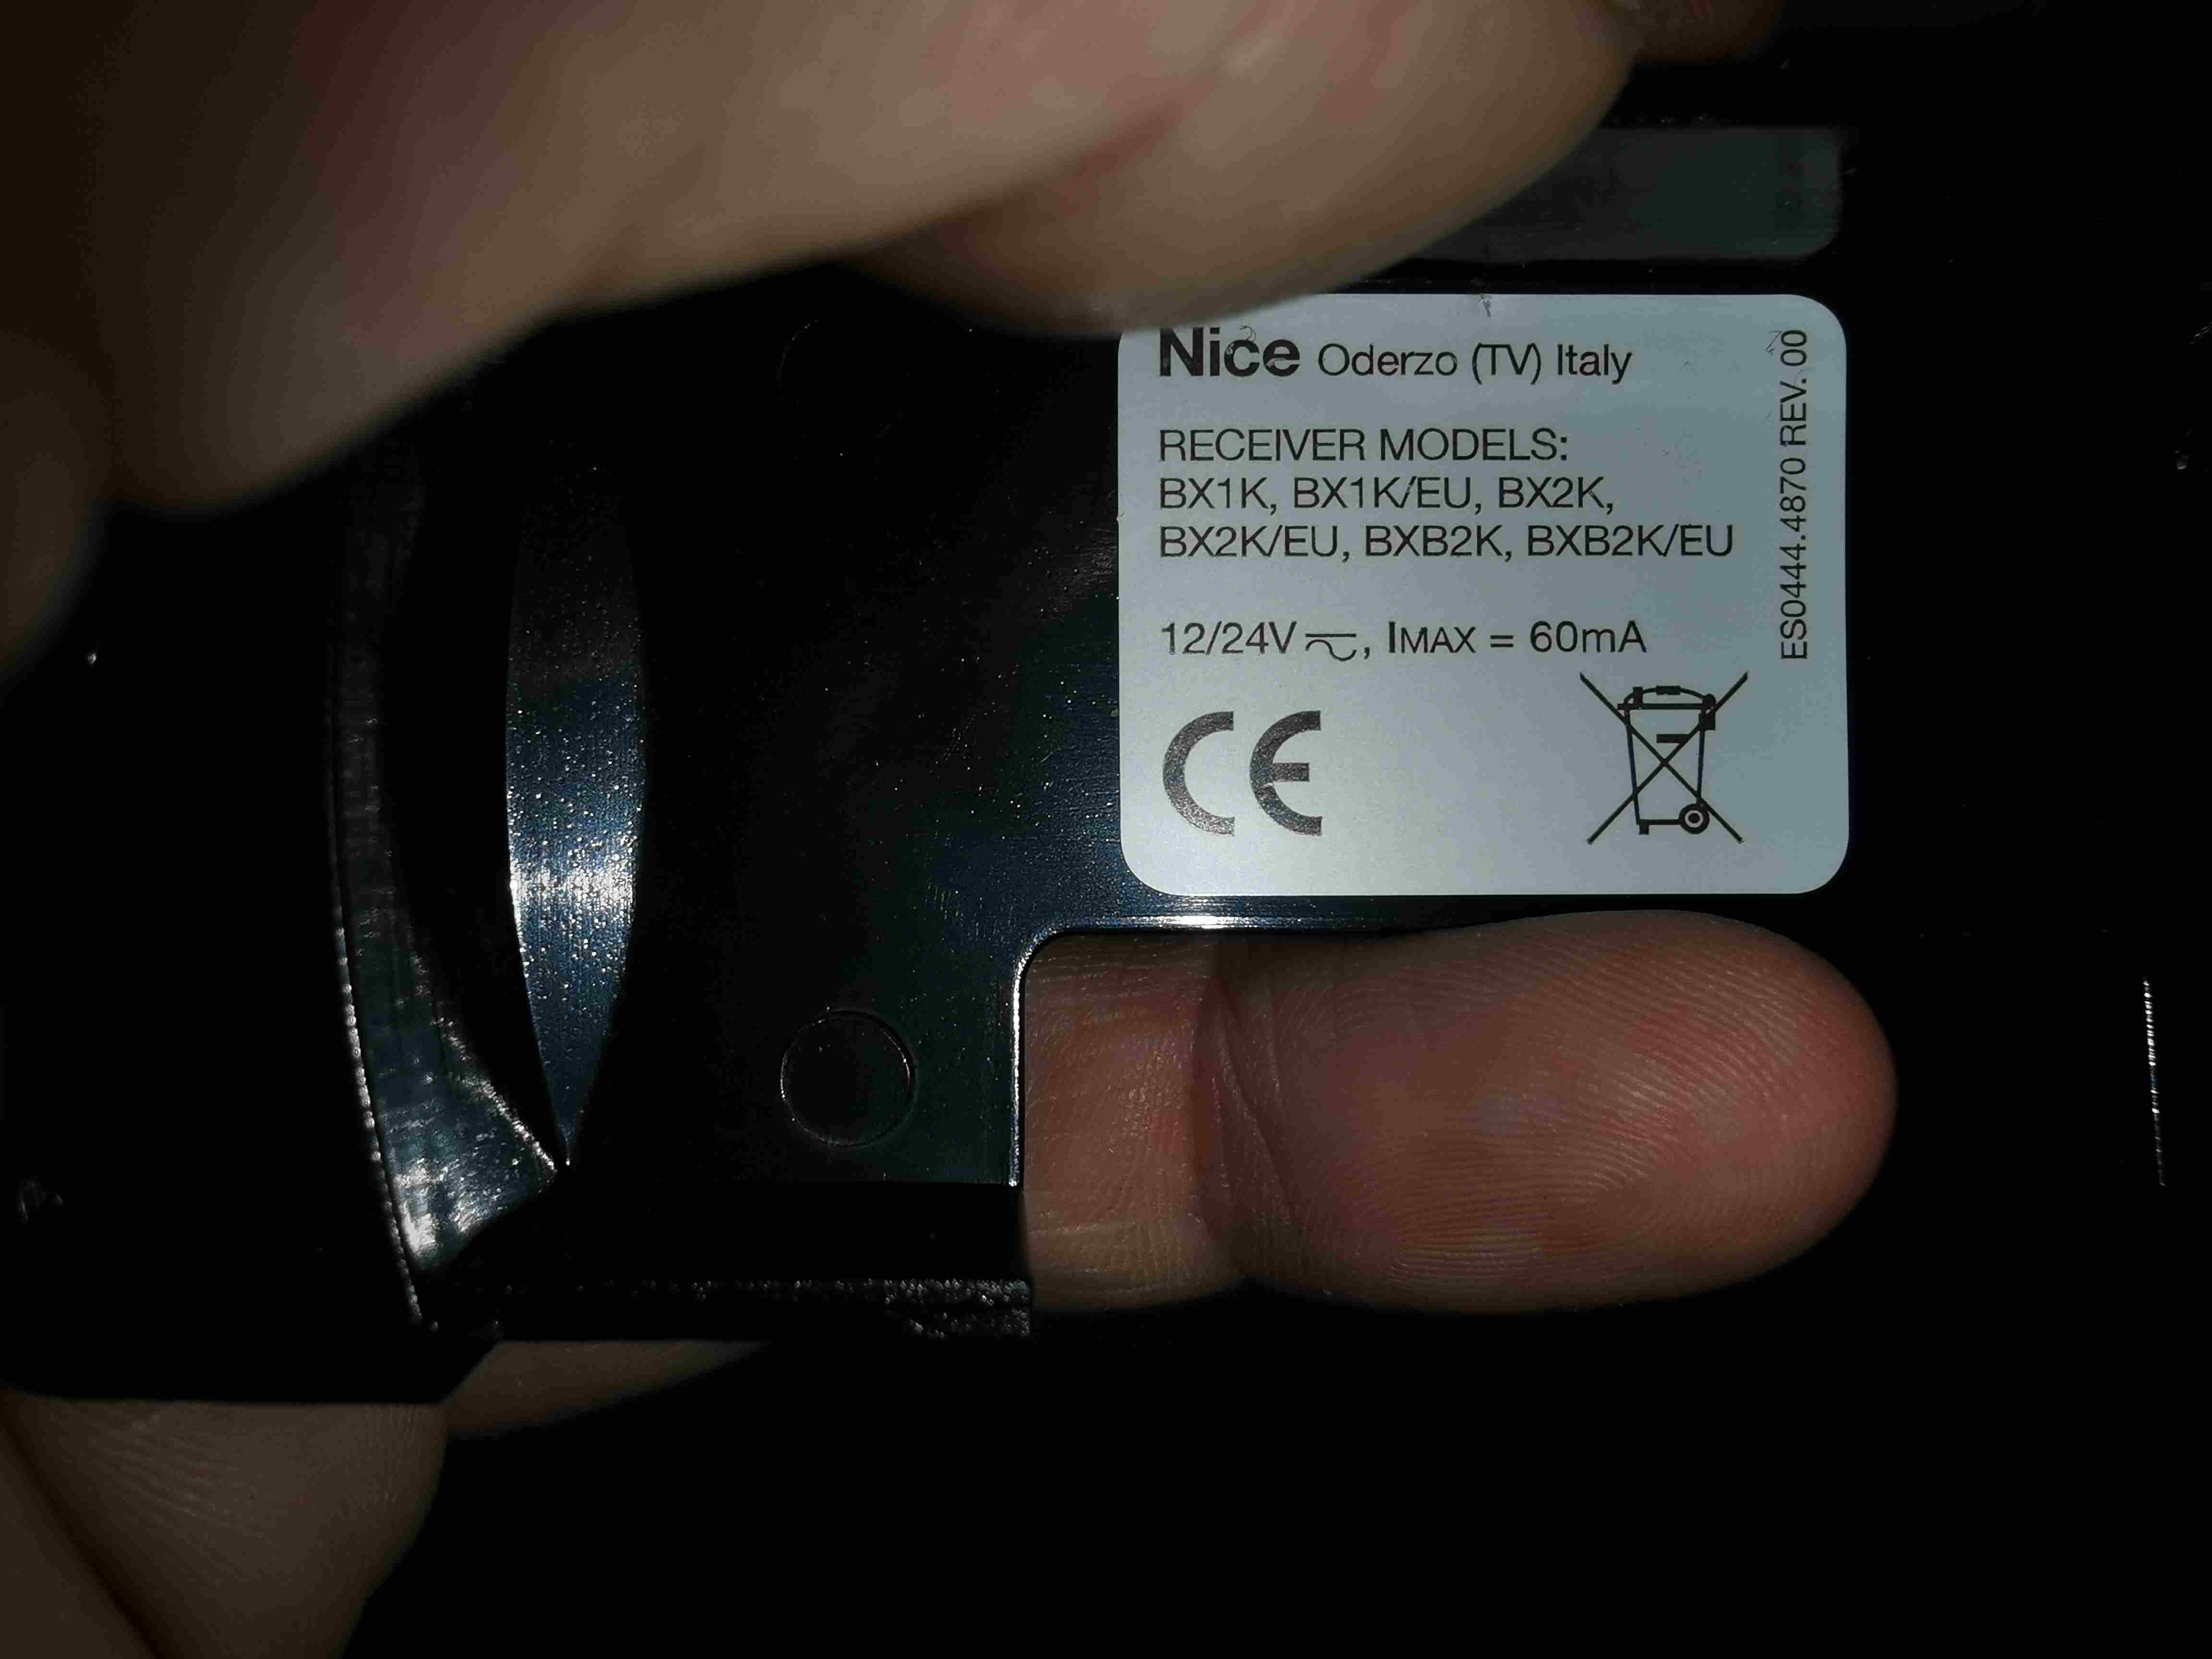 Nice Oderzo (TV) Italy
RECEIVER MODELS:
BX1K, BX1K/EU, BX2K,
BX2K/EU, BXB2K, BXB2K/EU
12/24V⏦, IMAX = 60mA
CE
ES0444.4870 REV. 00